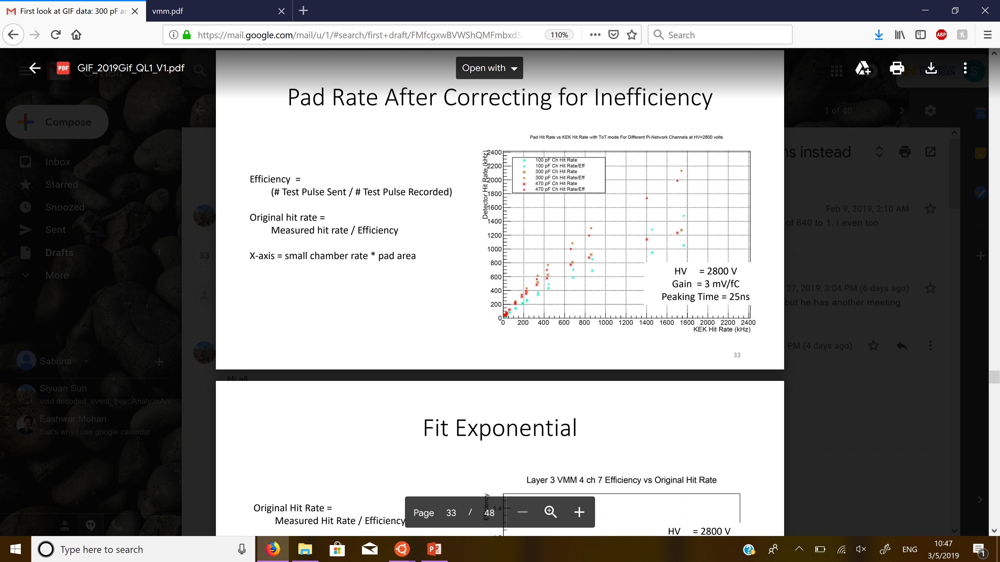 First look at GIF data: 300 pF an
vmm.pdf
https://mail.google.com/mail/u/1/#search/first+draft/FMfcgxwBVWShQMFmbxdS
110%
Search
ABP
PDF
GIF_2019Gif_QL1_V1.pdf
Gmail
Open with
UNIVERSITY OF
MICHIGAN
S
Compose
Inbox
Starred
Snoozed
Sent
Drafts
1
More
Sabrina
Siyuan Sun
void decoded_event_tree::AnalyzeAna
Eashwar Mohan
that's why i use google calendar
33
1 of 40
31
ns instead
Feb 9, 2019, 2:10 AM
of 640 to 1. I even too
27, 2019, 3:04 PM (6 days ago)
but he has another meeting
PM (4 days ago)
Hi all
Pad Rate After Correcting for Inefficiency
Efficiency =
(# Test Pulse Sent / # Test Pulse Recorded)
Original hit rate =
Measured hit rate / Efficiency
X-axis = small chamber rate * pad area
Pad Hit Rate vs KEK Hit Rate with ToT mode For Different Pi-Network Channels at HV=2800 volts
Detector Hit Rate (kHz)
2400
2200
2000
1800
1600
1400
1200
1000
800
600
400
200
0
100 pF Ch Hit Rate
100 pF Ch Hit Rate/Eff
300 pF Ch Hit Rate
300 pF Ch Hit Rate/Eff
470 pF Ch Hit Rate
470 pF Ch Hit Rate/Eff
HV = 2800 V
Gain = 3 mV/fC
Peaking Time = 25ns
0 200 400 600 800 1000 1200 1400 1600 1800 2000 2200 2400
KEK Hit Rate (kHz)
33
Fit Exponential
Layer 3 VMM 4 ch 7 Efficiency vs Original Hit Rate
Original Hit Rate =
Measured Hit Rate / Efficiency
Efficiency
1.4
HV = 2800 V
Page 33 / 48
Type here to search
ENG
10:47
3/5/2019
1